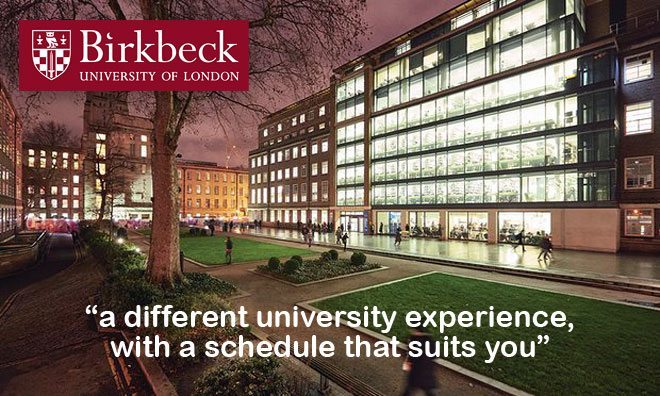 Birkbeck
UNIVERSITY OF LONDON
“a different university experience,
with a schedule that suits you”